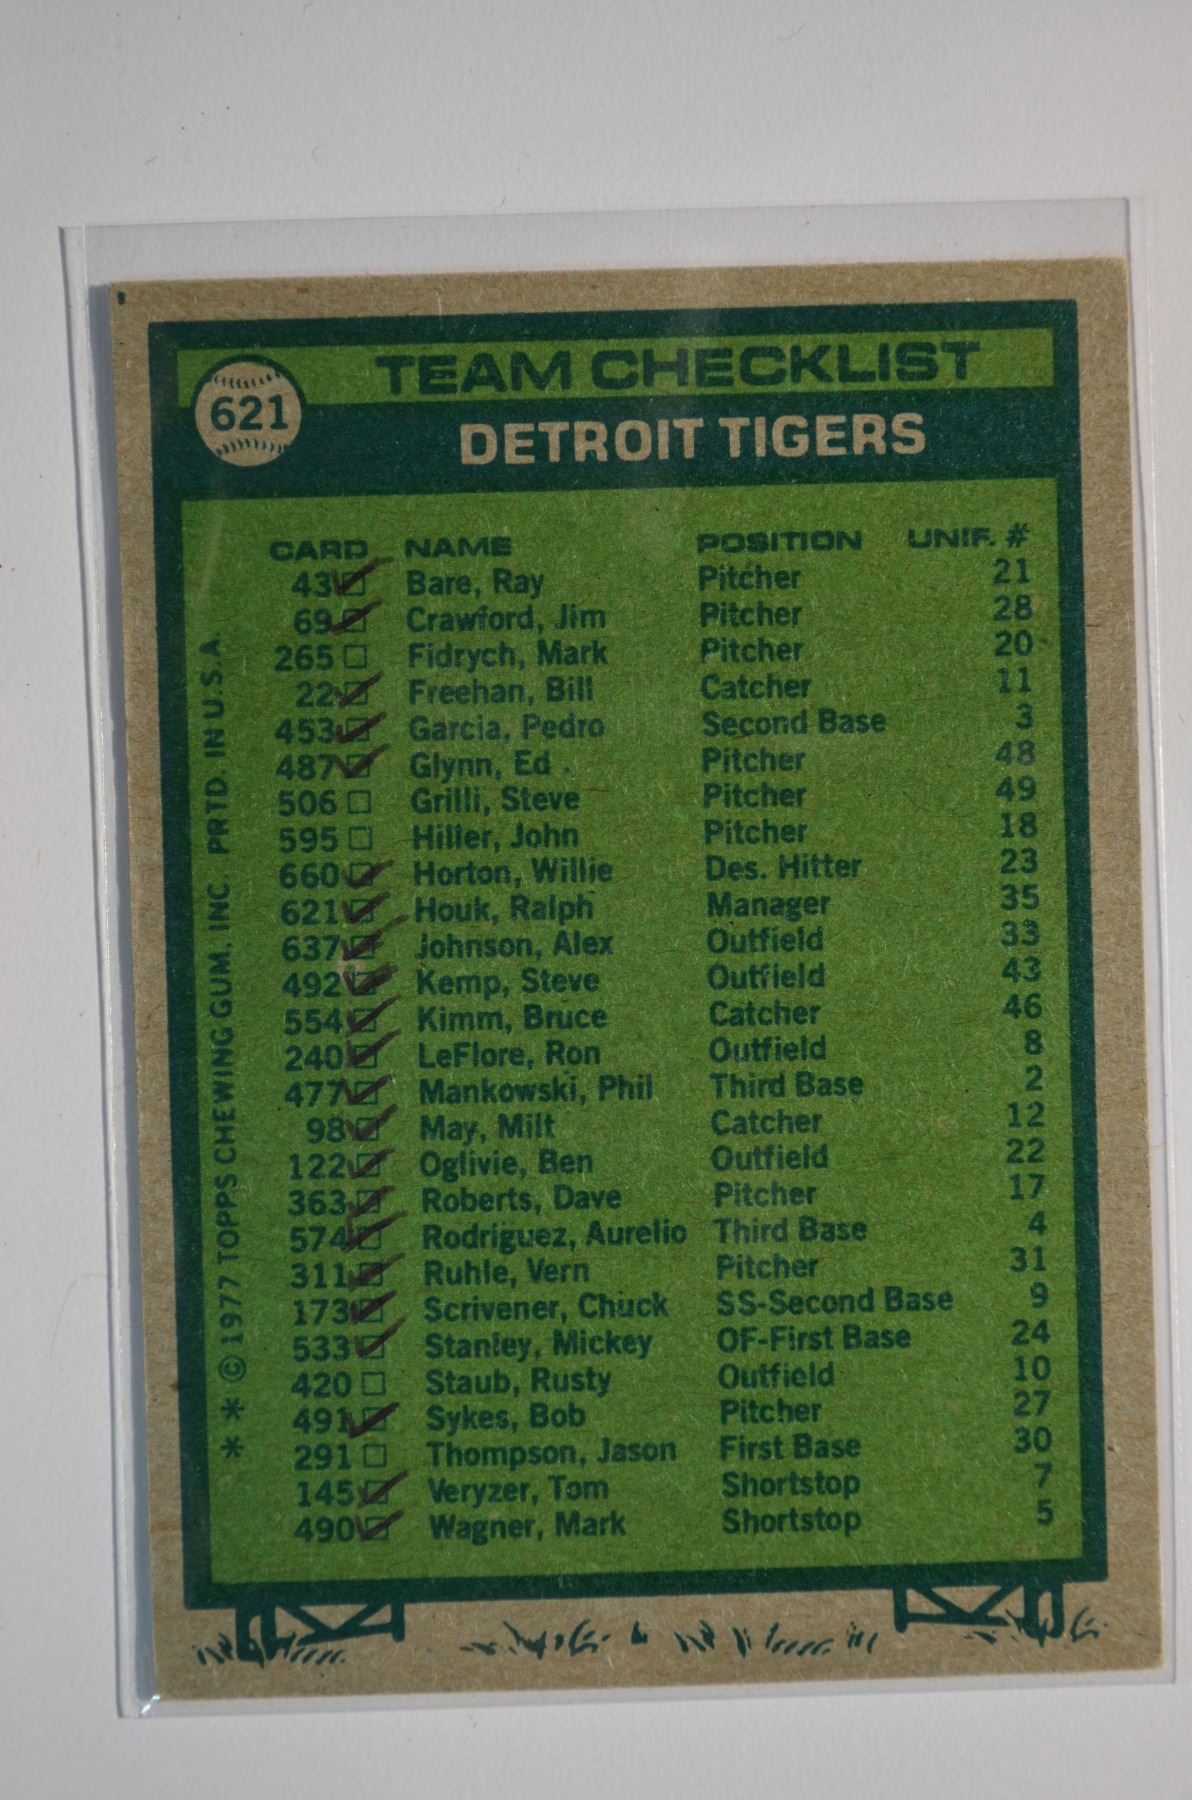 621
TEAM CHECKLIST
DETROIT TIGERS
CARD NAME POSITION UNIF. #
43 Bare, Ray Pitcher 21
69 Crawford, Jim Pitcher 28
265 Fidrych, Mark Pitcher 20
22 Freehan, Bill Catcher 11
453 Garcia, Pedro Second Base 3
487 Glynn, Ed . Pitcher 48
506 Grilli, Steve Pitcher 49
595 Hiller, John Pitcher 18
660 Horton, Willie Des. Hitter 23
621 Houk, Ralph Manager 35
637 Johnson, Alex Outfield 33
492 Kemp, Steve Outfield 43
554 Kimm, Bruce Catcher 46
240 LeFlore, Ron Outfield 8
477 Mankowski, Phil Third Base 2
98 May, Milt Catcher 12
122 Oglivie, Ben Outfield 22
363 Roberts, Dave Pitcher 17
574 Rodriguez, Aurelio Third Base 4
311 Ruhle, Vern Pitcher 31
173 Scrivener, Chuck SS-Second Base 9
533 Stanley, Mickey OF-First Base 24
420 Staub, Rusty Outfield 10
491 Sykes, Bob Pitcher 27
291 Thompson, Jason First Base 30
145 Veryzer, Tom Shortstop 7
490 Wagner, Mark Shortstop 5
* * © 1977 TOPPS CHEWING GUM, INC. PRTD. IN U.S.A.